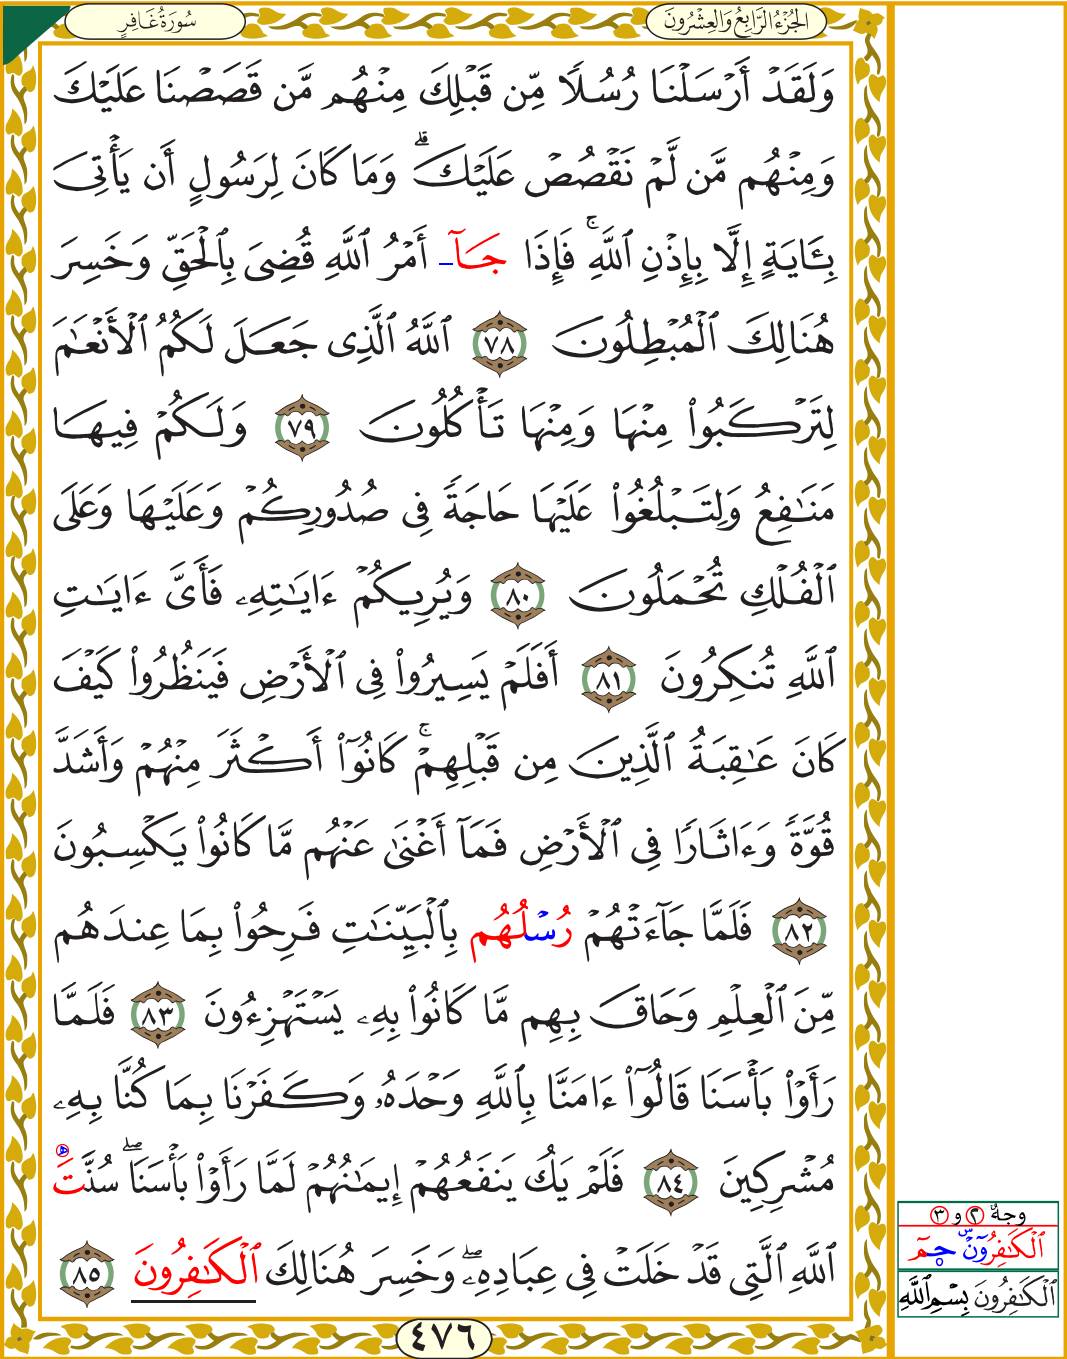 سُورَةُ غَافِرٍ
الجُزْءُ الرَّابِعُ وَالعِشْرُونَ
وَلَقَدْ أَرْسَلْنَا رُسُلًا مِّن قَبْلِكَ مِنْهُم مَّن قَصَصْنَا عَلَيْكَ
وَمِنْهُم مَّن لَّمْ نَقْصُصْ عَلَيْكَ ۗ وَمَا كَانَ لِرَسُولٍ أَن يَأْتِىَ
بِـَٔايَةٍ إِلَّا بِإِذْنِ ٱللَّهِ ۚ فَإِذَا جَآ أَمْرُ ٱللَّهِ قُضِىَ بِٱلْحَقِّ وَخَسِرَ
هُنَالِكَ ٱلْمُبْطِلُونَ ٧٨ ٱللَّهُ ٱلَّذِى جَعَلَ لَكُمُ ٱلْأَنْعَٰمَ
لِتَرْكَبُوا۟ مِنْهَا وَمِنْهَا تَأْكُلُونَ ٧٩ وَلَكُمْ فِيهَا
مَنَٰفِعُ وَلِتَبْلُغُوا۟ عَلَيْهَا حَاجَةً فِى صُدُورِكُمْ وَعَلَيْهَا وَعَلَى
ٱلْفُلْكِ تُحْمَلُونَ ٨٠ وَيُرِيكُمْ ءَايَٰتِهِۦ فَأَىَّ ءَايَٰتِ
ٱللَّهِ تُنكِرُونَ ٨١ أَفَلَمْ يَسِيرُوا۟ فِى ٱلْأَرْضِ فَيَنظُرُوا۟ كَيْفَ
كَانَ عَٰقِبَةُ ٱلَّذِينَ مِن قَبْلِهِمْ ۚ كَانُوٓا۟ أَكْثَرَ مِنْهُمْ وَأَشَدَّ
قُوَّةً وَءَاثَارًا فِى ٱلْأَرْضِ فَمَآ أَغْنَىٰ عَنْهُم مَّا كَانُوا۟ يَكْسِبُونَ
٨٢ فَلَمَّا جَآءَتْهُمْ رُسْلُهُم بِٱلْبَيِّنَٰتِ فَرِحُوا۟ بِمَا عِندَهُم
مِّنَ ٱلْعِلْمِ وَحَاقَ بِهِم مَّا كَانُوا۟ بِهِۦ يَسْتَهْزِءُونَ ٨٣ فَلَمَّا
رَأَوْا۟ بَأْسَنَا قَالُوٓا۟ ءَامَنَّا بِٱللَّهِ وَحْدَهُۥ وَكَفَرْنَا بِمَا كُنَّا بِهِۦ
مُشْرِكِينَ ٨٤ فَلَمْ يَكُ يَنفَعُهُمْ إِيمَٰنُهُمْ لَمَّا رَأَوْا۟ بَأْسَنَا ۖ سُنَّتَ
ٱللَّهِ ٱلَّتِى قَدْ خَلَتْ فِى عِبَادِهِۦ ۖ وَخَسِرَ هُنَالِكَ ٱلْكَٰفِرُونَ ٨٥
وجهُ ٢ و ٣
ٱلْكَٰفِرُونَ حمٓ
ٱلْكَٰفِرُونَ بِسْمِ ٱللَّهِ
٤٧٦